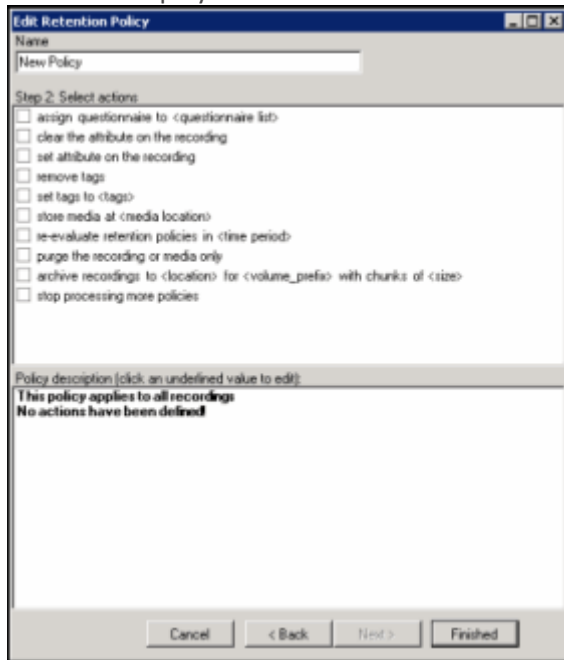 Edit Retention Policy
Name
New Policy
Step 2: Select actions
assign questionnaire to <questionnaire list>
clear the attribute on the recording
set attribute on the recording
remove tags
set tags to <tags>
store media at <media location>
re-evaluate retention policies in <time period>
purge the recording or media only
archive recordings to <location> for <volume_prefix> with chunks of <size>
stop processing more policies
Policy description (click an underlined value to edit):
This policy applies to all recordings
No actions have been defined!
Cancel < Back Next > Finished